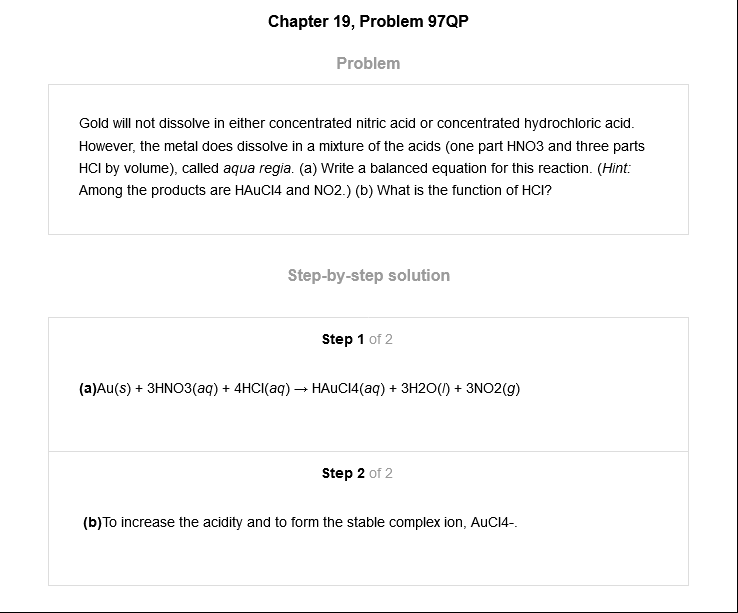 Chapter 19, Problem 97QP
Problem
Gold will not dissolve in either concentrated nitric acid or concentrated hydrochloric acid.
However, the metal does dissolve in a mixture of the acids (one part HNO3 and three parts
HCl by volume), called aqua regia. (a) Write a balanced equation for this reaction. (Hint:
Among the products are HAuCl4 and NO2.) (b) What is the function of HCl?
Step-by-step solution
Step 1 of 2
(a)Au(s) + 3HNO3(aq) + 4HCl(aq) → HAuCl4(aq) + 3H2O(l) + 3NO2(g)
Step 2 of 2
(b)To increase the acidity and to form the stable complex ion, AuCl4-.